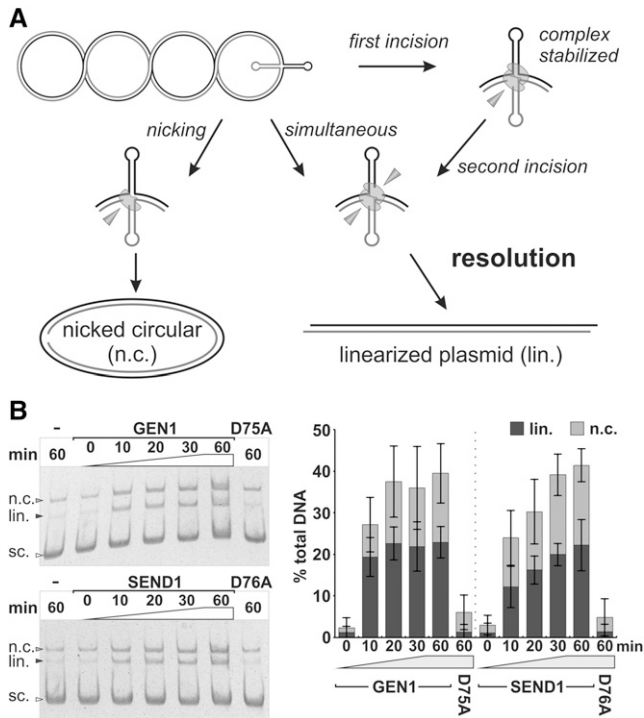 A
first incision
complex
stabilized
nicking
simultaneous
second incision
resolution
nicked circular
(n.c.)
linearized plasmid (lin.)
B
– GEN1 D75A
min 60 0 10 20 30 60 60
n.c.
lin.
sc.
– SEND1 D76A
min 60 0 10 20 30 60 60
n.c.
lin.
sc.
lin. n.c.
% total DNA
50
40
30
20
10
0
0 10 20 30 60 0 10 20 30 60 min
GEN1 D75A SEND1 D76A